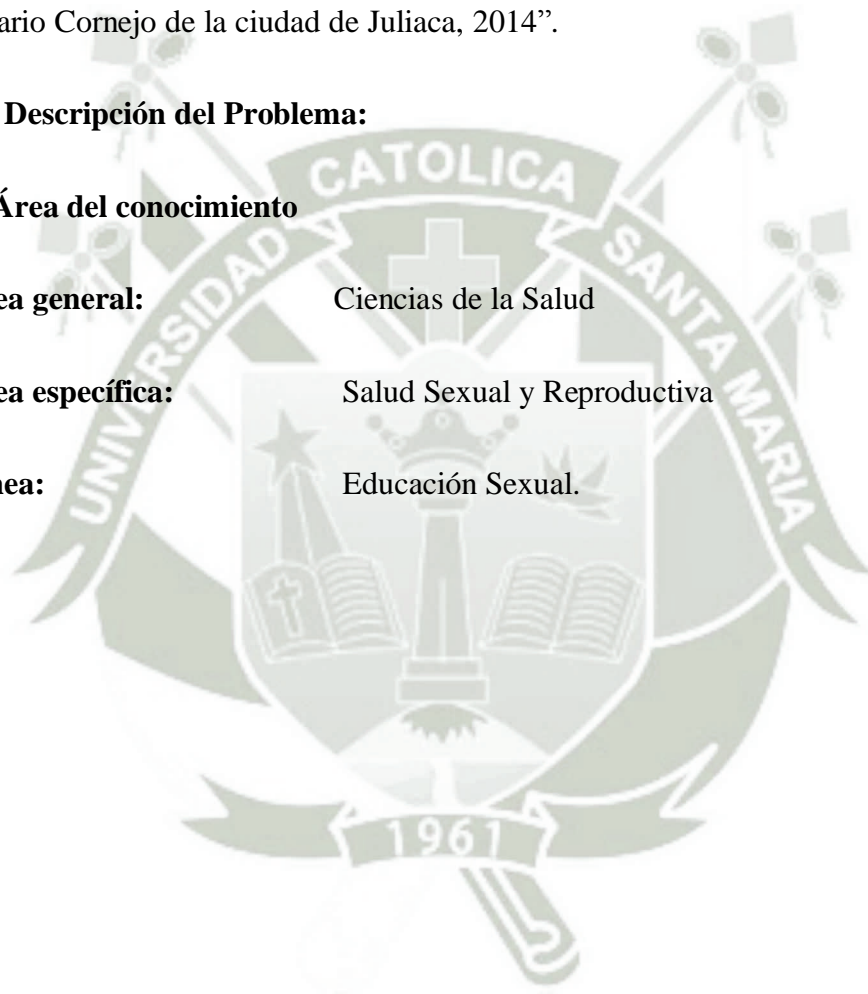 ario Cornejo de la ciudad de Juliaca, 2014”.
Descripción del Problema:
Área del conocimiento
ea general: Ciencias de la Salud
ea específica: Salud Sexual y Reproductiva
nea: Educación Sexual.
UNIVERSIDAD CATOLICA SANTA MARIA
1961